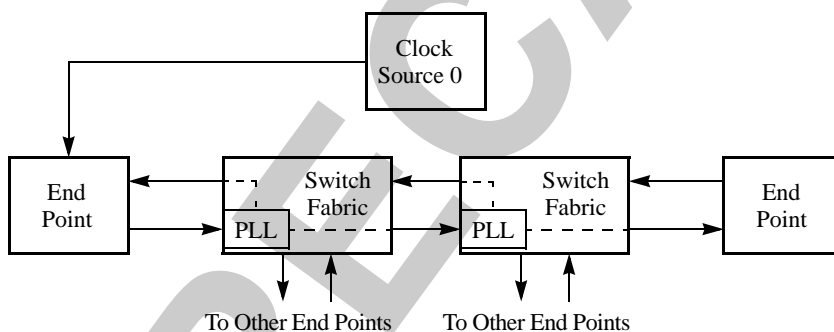 Clock
Source 0
End
Point
Switch
Fabric
PLL
Switch
Fabric
PLL
End
Point
To Other End Points
To Other End Points